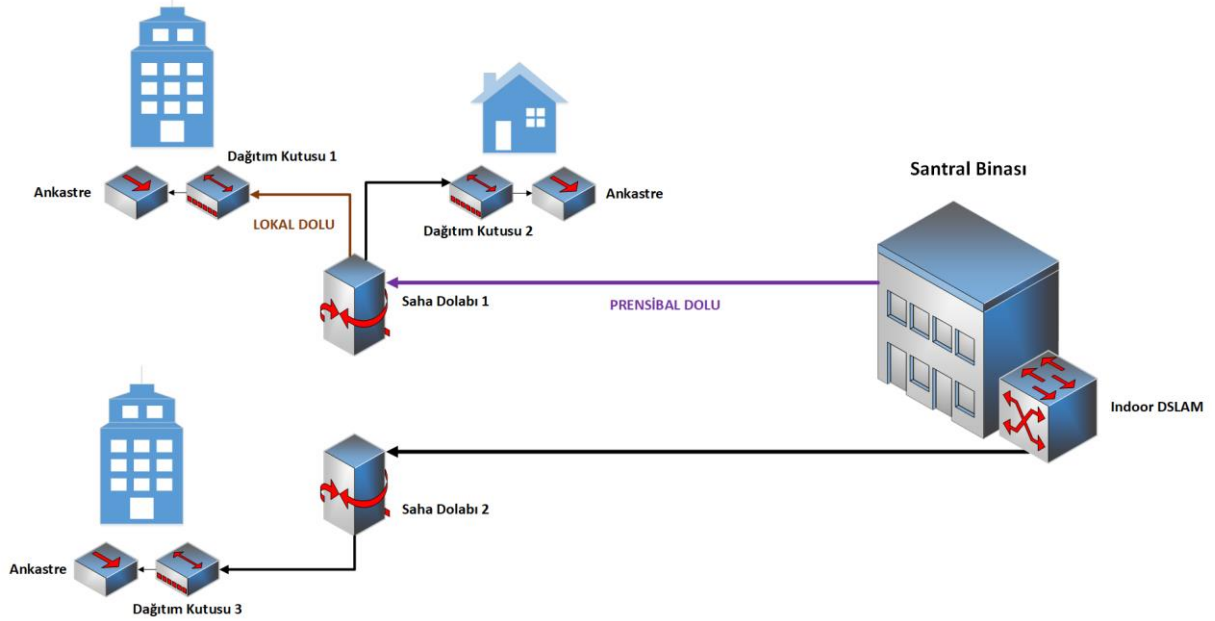 Dağıtım Kutusu 1
Ankastre
LOKAL DOLU
Ankastre
Dağıtım Kutusu 2
Santral Binası
Saha Dolabı 1
PRENSİBAL DOLU
Indoor DSLAM
Saha Dolabı 2
Ankastre
Dağıtım Kutusu 3